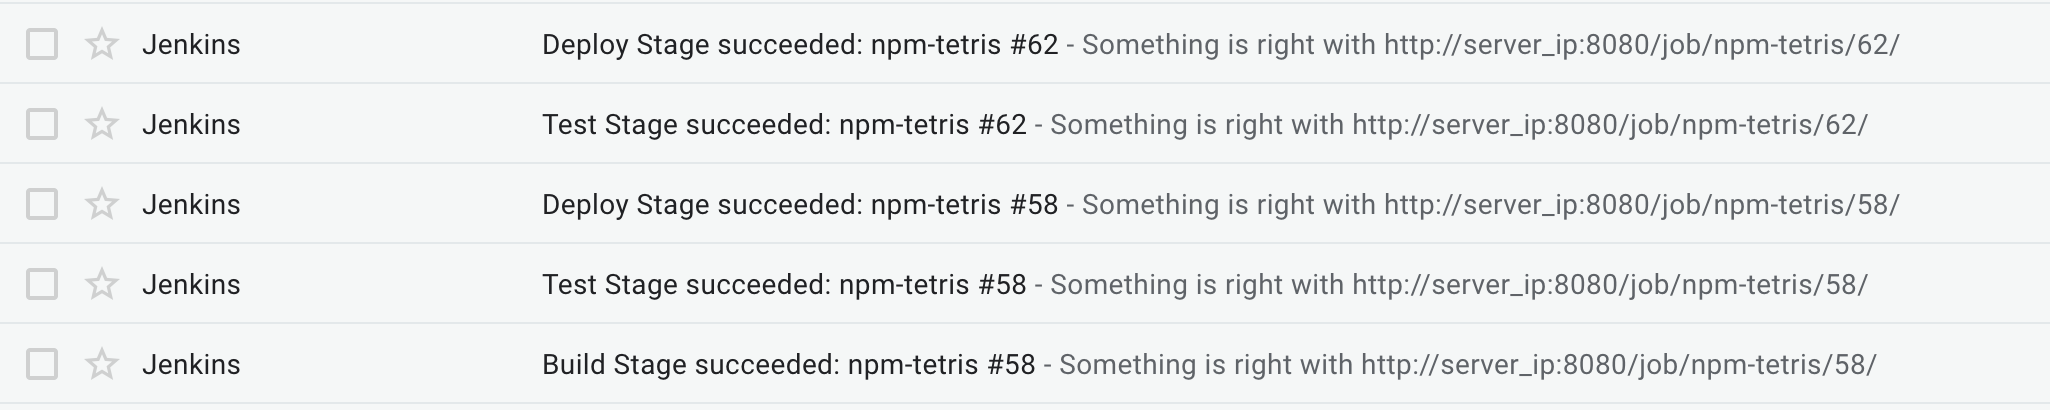 Jenkins Deploy Stage succeeded: npm-tetris #62 - Something is right with http://server_ip:8080/job/npm-tetris/62/
Jenkins Test Stage succeeded: npm-tetris #62 - Something is right with http://server_ip:8080/job/npm-tetris/62/
Jenkins Deploy Stage succeeded: npm-tetris #58 - Something is right with http://server_ip:8080/job/npm-tetris/58/
Jenkins Test Stage succeeded: npm-tetris #58 - Something is right with http://server_ip:8080/job/npm-tetris/58/
Jenkins Build Stage succeeded: npm-tetris #58 - Something is right with http://server_ip:8080/job/npm-tetris/58/